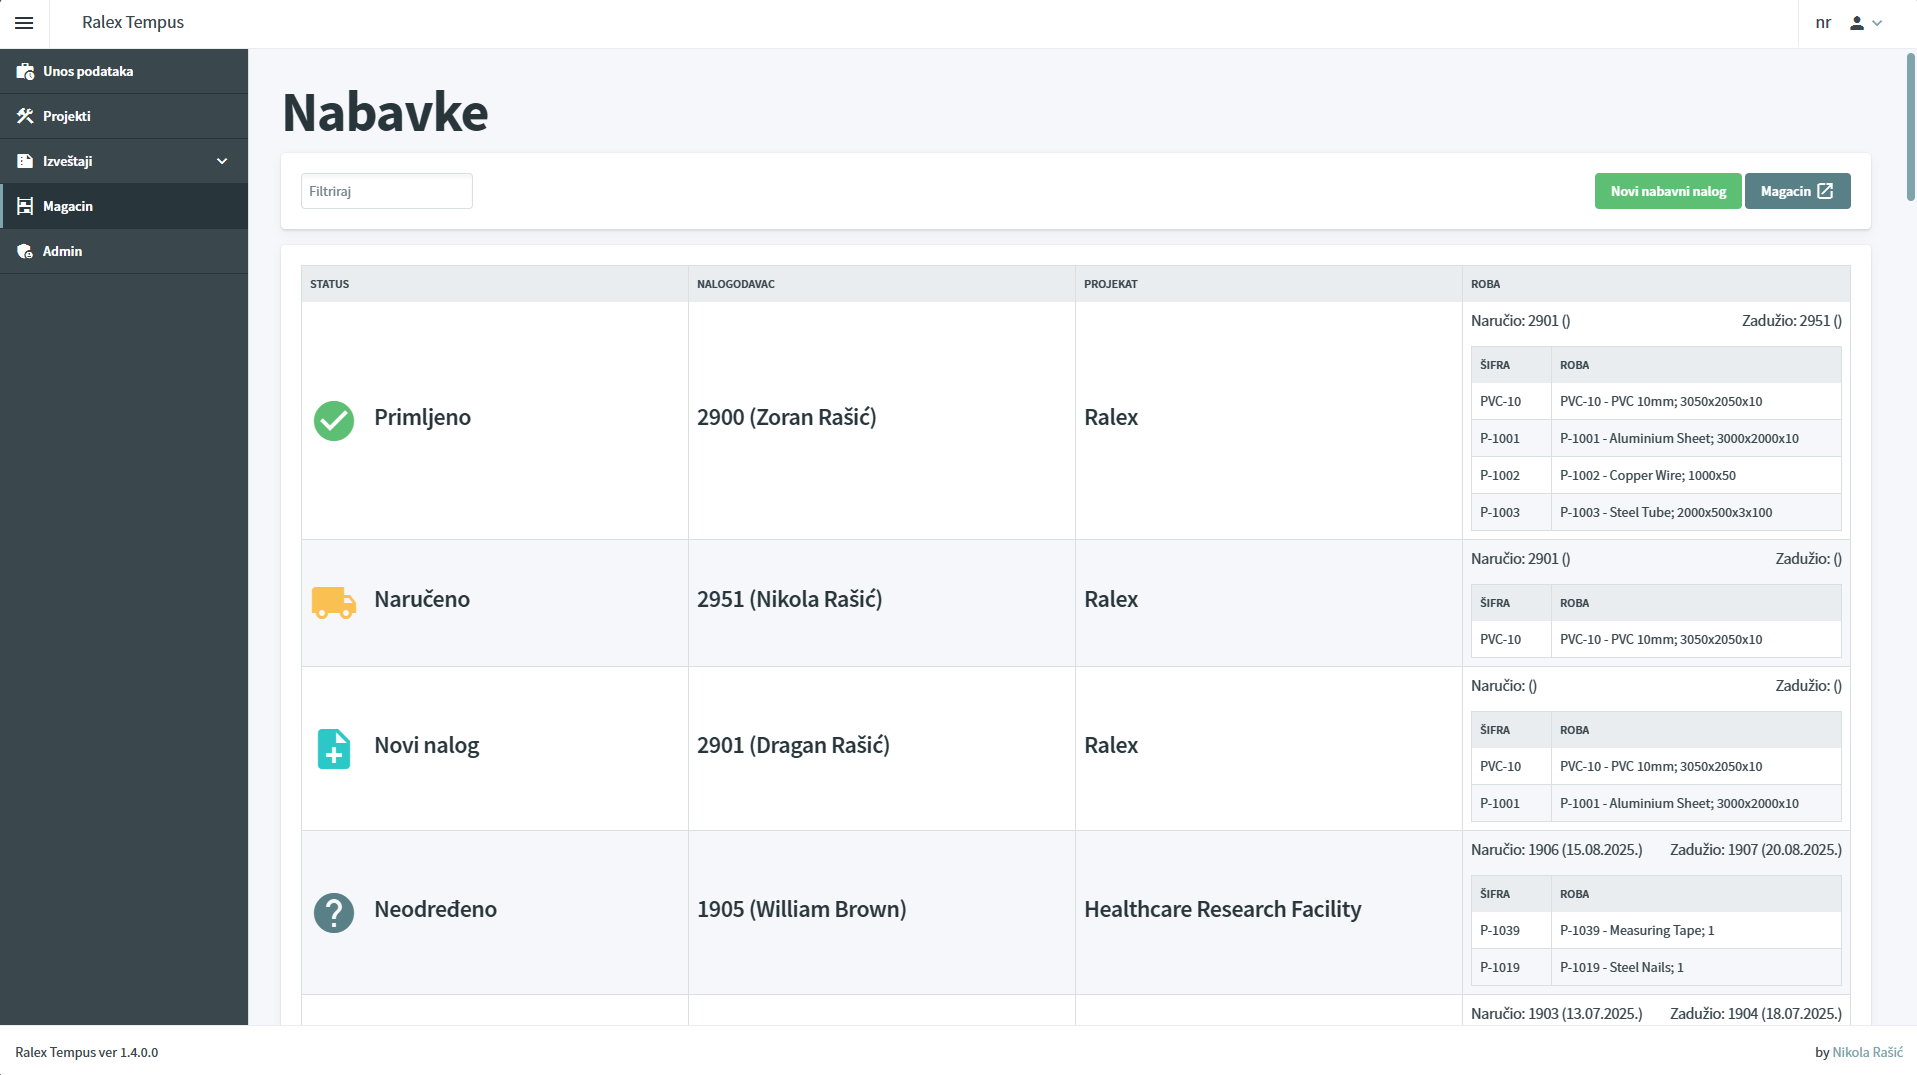 Ralex Tempus
nr
Unos podataka
Projekti
Izveštaji
Magacin
Admin
Nabavke
Filtriraj
Novi nabavni nalog
Magacin
STATUS NALOGODAVAC PROJEKAT ROBA
Naručio: 2901 () Zadužio: 2951 ()
ŠIFRA ROBA
PVC-10 PVC-10 - PVC 10mm; 3050x2050x10
Primljeno 2900 (Zoran Rašić) Ralex
P-1001 P-1001 - Aluminium Sheet; 3000x2000x10
P-1002 P-1002 - Copper Wire; 1000x50
P-1003 P-1003 - Steel Tube; 2000x500x3x100
Naručio: 2901 () Zadužio: ()
Naručeno 2951 (Nikola Rašić) Ralex
ŠIFRA ROBA
PVC-10 PVC-10 - PVC 10mm; 3050x2050x10
Naručio: () Zadužio: ()
ŠIFRA ROBA
Novi nalog 2901 (Dragan Rašić) Ralex
PVC-10 PVC-10 - PVC 10mm; 3050x2050x10
P-1001 P-1001 - Aluminium Sheet; 3000x2000x10
Naručio: 1906 (15.08.2025.) Zadužio: 1907 (20.08.2025.)
ŠIFRA ROBA
Neodređeno 1905 (William Brown) Healthcare Research Facility
P-1039 P-1039 - Measuring Tape; 1
P-1019 P-1019 - Steel Nails; 1
Naručio: 1903 (13.07.2025.) Zadužio: 1904 (18.07.2025.)
Ralex Tempus ver 1.4.0.0
by Nikola Rašić